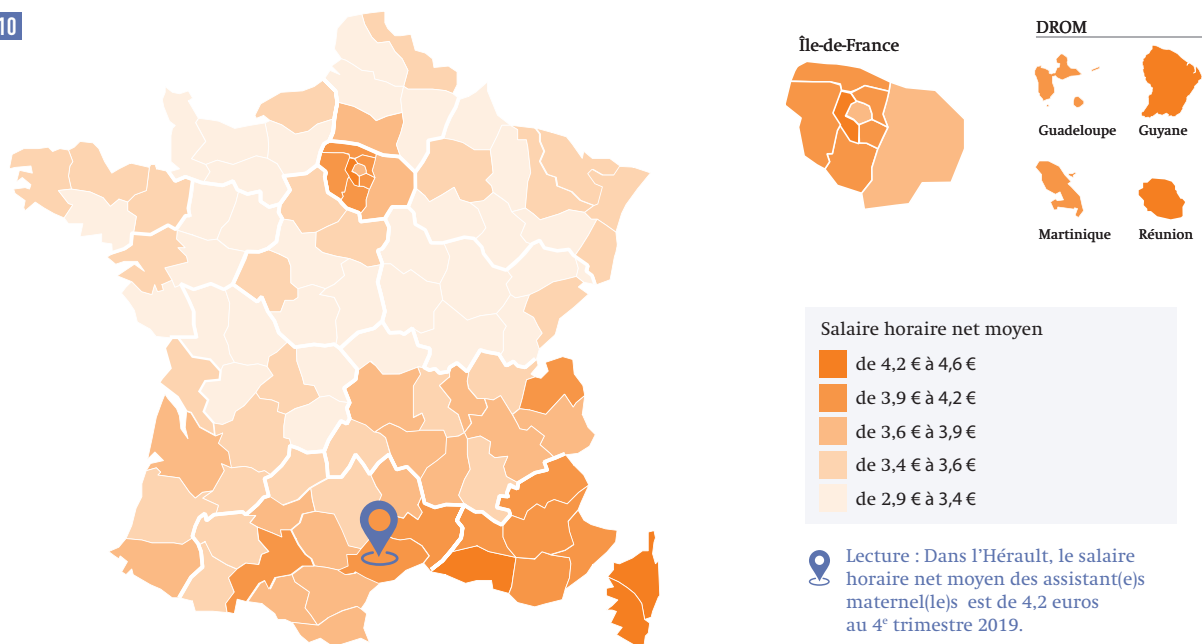 10
Île-de-France
DROM
Guadeloupe
Guyane
Martinique
Réunion
Salaire horaire net moyen
de 4,2 € à 4,6 €
de 3,9 € à 4,2 €
de 3,6 € à 3,9 €
de 3,4 € à 3,6 €
de 2,9 € à 3,4 €
Lecture : Dans l’Hérault, le salaire
horaire net moyen des assistant(e)s
maternel(le)s est de 4,2 euros
au 4e trimestre 2019.